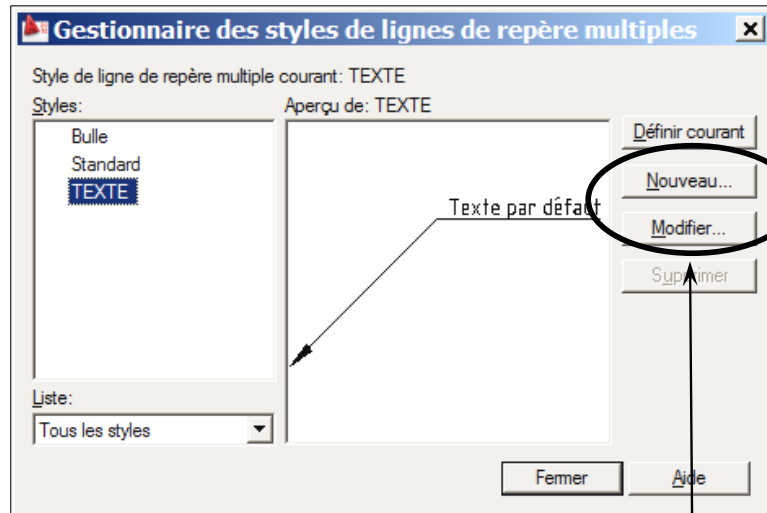 Gestionnaire des styles de lignes de repère multiples
Style de ligne de repère multiple courant: TEXTE
Styles:
Aperçu de: TEXTE
Bulle
Standard
TEXTE
Texte par défaut
Définir courant
Nouveau...
Modifier...
Supprimer
Liste:
Tous les styles
Fermer
Aide